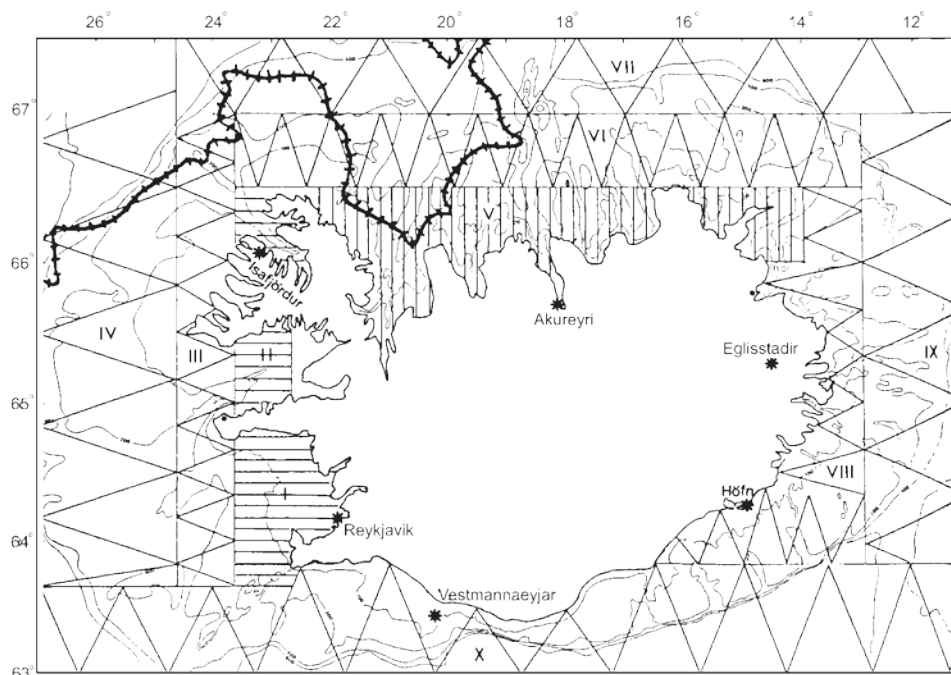 26° 24° 22° 20° 18° 16° 14° 12°
VII
67°
VI
V
66°
Isafjördur
Akureyri
IV
III
II
Eglisstadir
IX
65°
VIII
I
Höfn
Reykjavik
64°
Vestmannaeyjar
X
63°